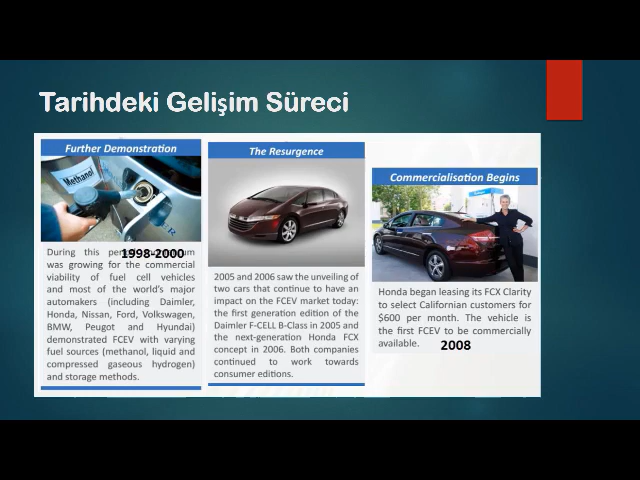 Tarihdeki Gelişim Süreci
Further Demonstration
Methanol
1998-2000
During this
was growing for the commercial
viability of fuel cell vehicles
and most of the world's major
automakers (including Daimler,
Honda, Nissan, Ford, Volkswagen,
BMW, Peugot and Hyundai)
demonstrated FCEV with varying
fuel sources (methanol, liquid and
compressed gaseous hydrogen)
and storage methods.
The Resurgence
2005 and 2006 saw the unveiling of
two cars that continue to have an
impact on the FCEV market today:
the first generation edition of the
Daimler F-CELL B-Class in 2005 and
the next-generation Honda FCX
concept in 2006. Both companies
continued to work towards
consumer editions.
Commercialisation Begins
Honda began leasing its FCX Clarity
to select Californian customers for
$600 per month. The vehicle is
the first FCEV to be commercially
available.
2008